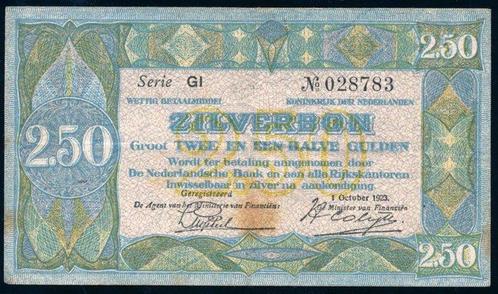 2.50
2.50
Serie GI № 028783
WETTIG BETAALMIDDEL KONINKRIJK DER NEDERLANDEN
ZILVERBON
Groot TWEE EN EEN HALVE GULDEN
Wordt ter betaling aangenomen door
De Nederlandsche Bank en aan alle Rijkskantoren
Inwisselbaar in zilver na aankondiging.
Geregistreerd 1 October 1923.
De Agent van het Ministerie van Financiën: De Minister van Financiën
2.50